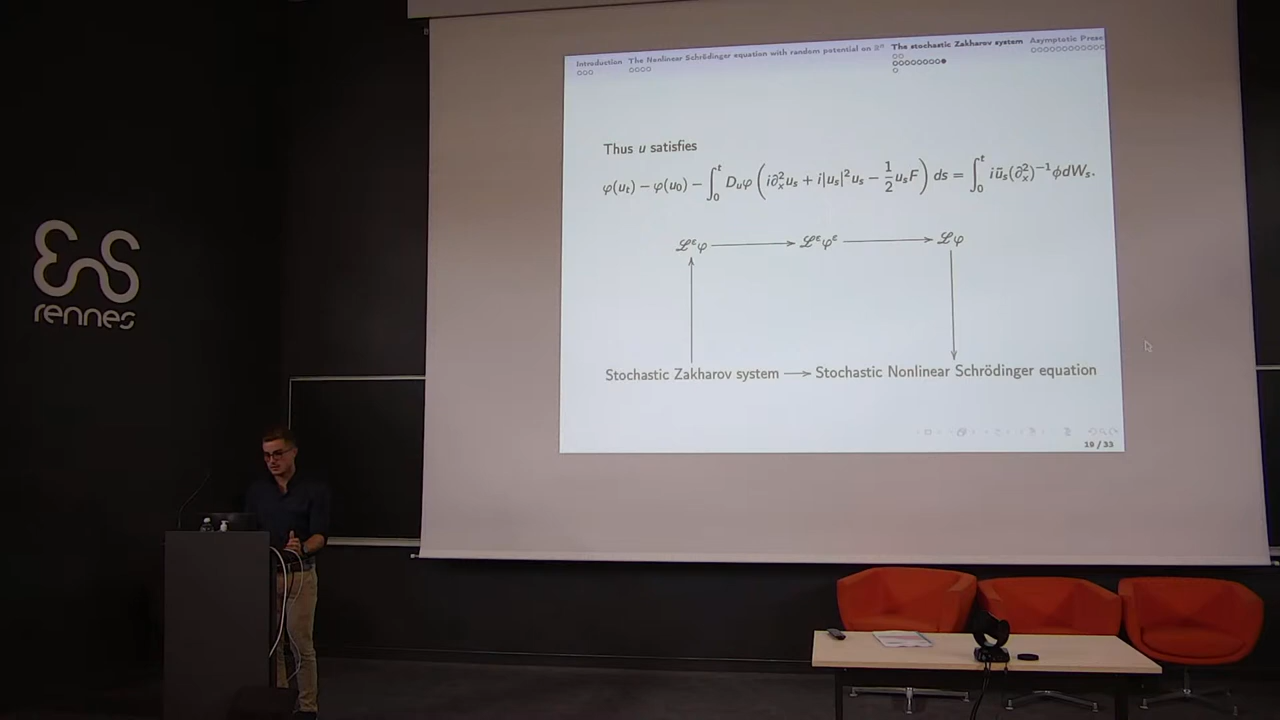 ens
rennes
Introduction The Nonlinear Schrödinger equation with random potential on ℝᵈ The stochastic Zakharov system Asymptotic Prese
Thus u satisfies
φ(u_t) − φ(u_0) − ∫_0^t D_uφ (i∂_x^2 u_s + i|u_s|^2 u_s − 1/2 u_s F) ds = ∫_0^t iū_s(∂_x^2)^{-1}ϕdW_s.
ℒ^ε φ → ℒ^ε φ^ε → ℒφ
Stochastic Zakharov system → Stochastic Nonlinear Schrödinger equation
19 / 33